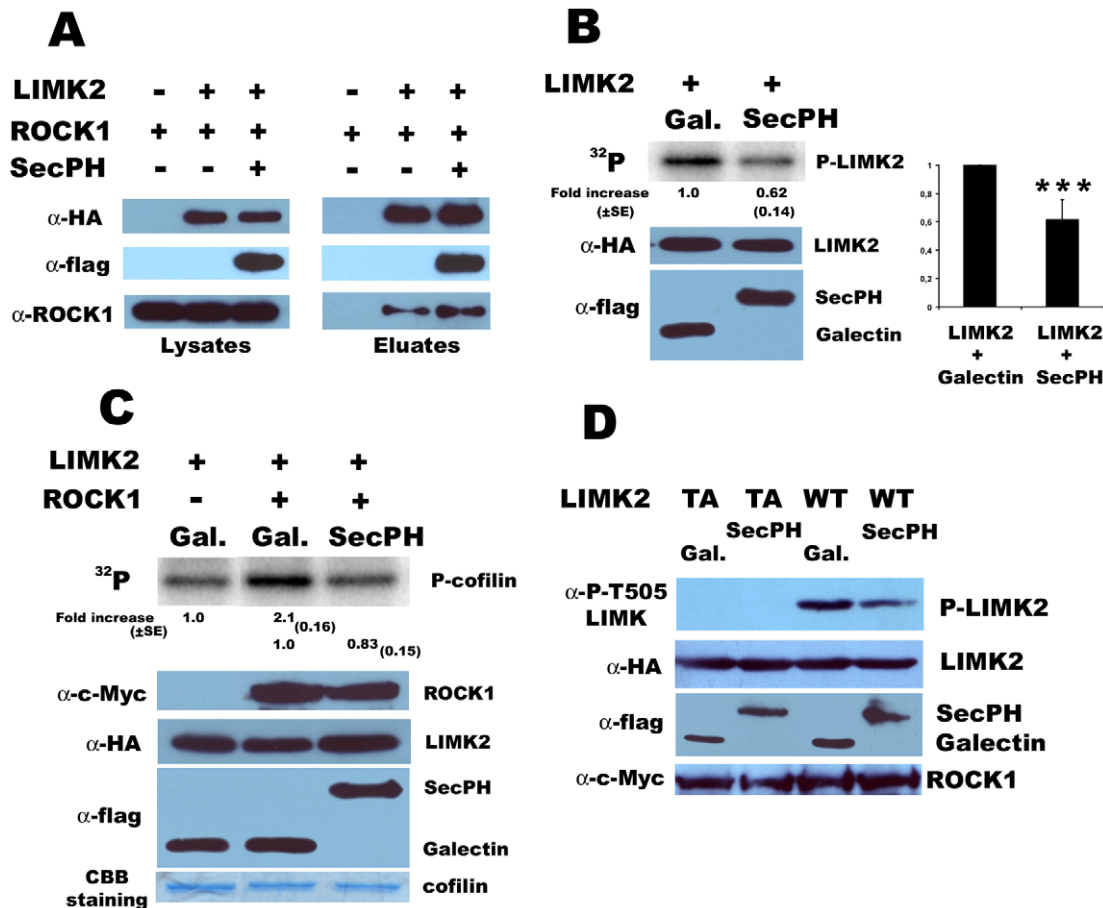 A
LIMK2 - + + - + +
ROCK1 + + + + + +
SecPH - - + - - +
α-HA
α-flag
α-ROCK1
Lysates Eluates
B
LIMK2 + +
Gal. SecPH
32P P-LIMK2
Fold increase 1.0 0.62
(±SE) (0.14)
α-HA LIMK2
α-flag SecPH
Galectin
1
0,8
0,6
0,4
0,2
0
***
LIMK2 LIMK2
+ +
Galectin SecPH
C
LIMK2 + + +
ROCK1 - + +
Gal. Gal. SecPH
32P P-cofilin
Fold increase 1.0 2.1
(±SE) (0.16)
1.0 0.83 (0.15)
α-c-Myc ROCK1
α-HA LIMK2
α-flag SecPH
Galectin
CBB
staining cofilin
D
LIMK2 TA TA WT WT
SecPH SecPH
Gal. Gal.
α-P-T505
LIMK P-LIMK2
α-HA LIMK2
α-flag SecPH
Galectin
α-c-Myc ROCK1